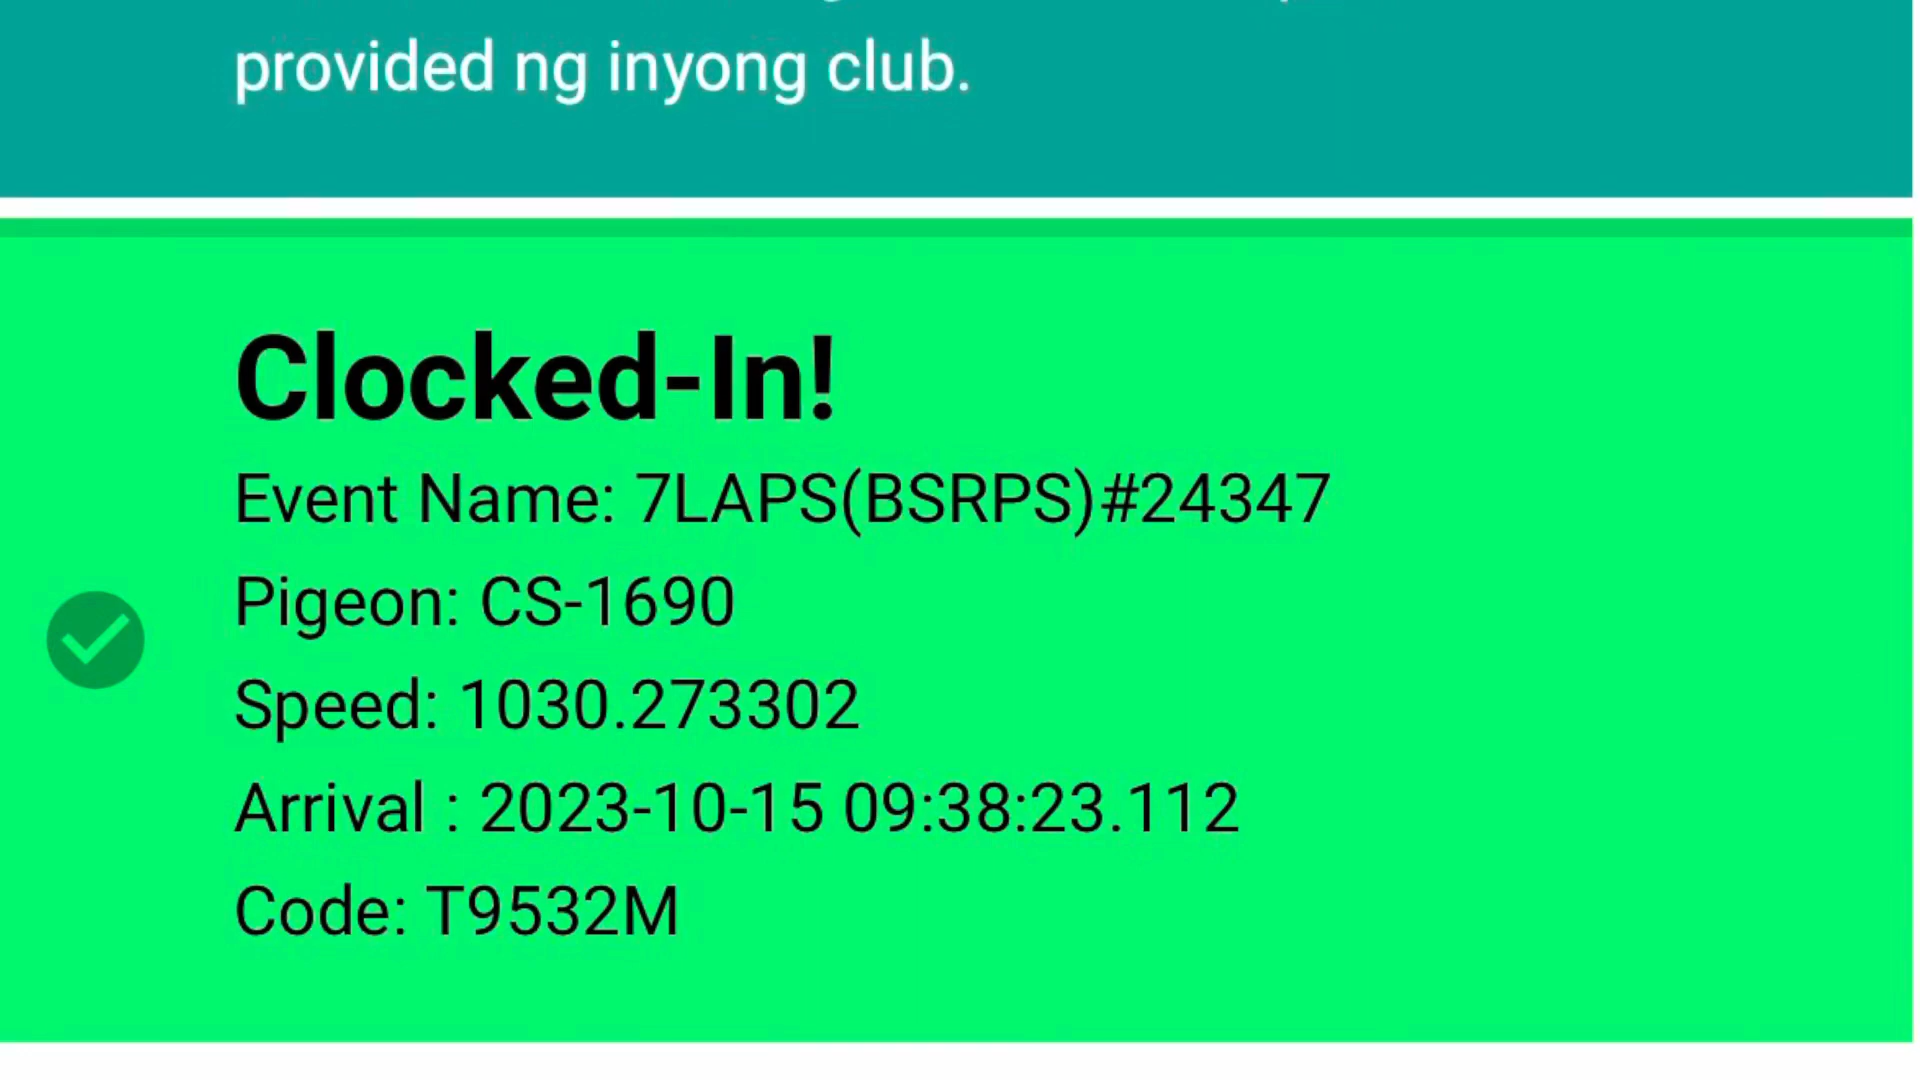 provided ng inyong club.
Clocked-In!
Event Name: 7LAPS(BSRPS)#24347
Pigeon: CS-1690
Speed: 1030.273302
Arrival : 2023-10-15 09:38:23.112
Code: T9532M